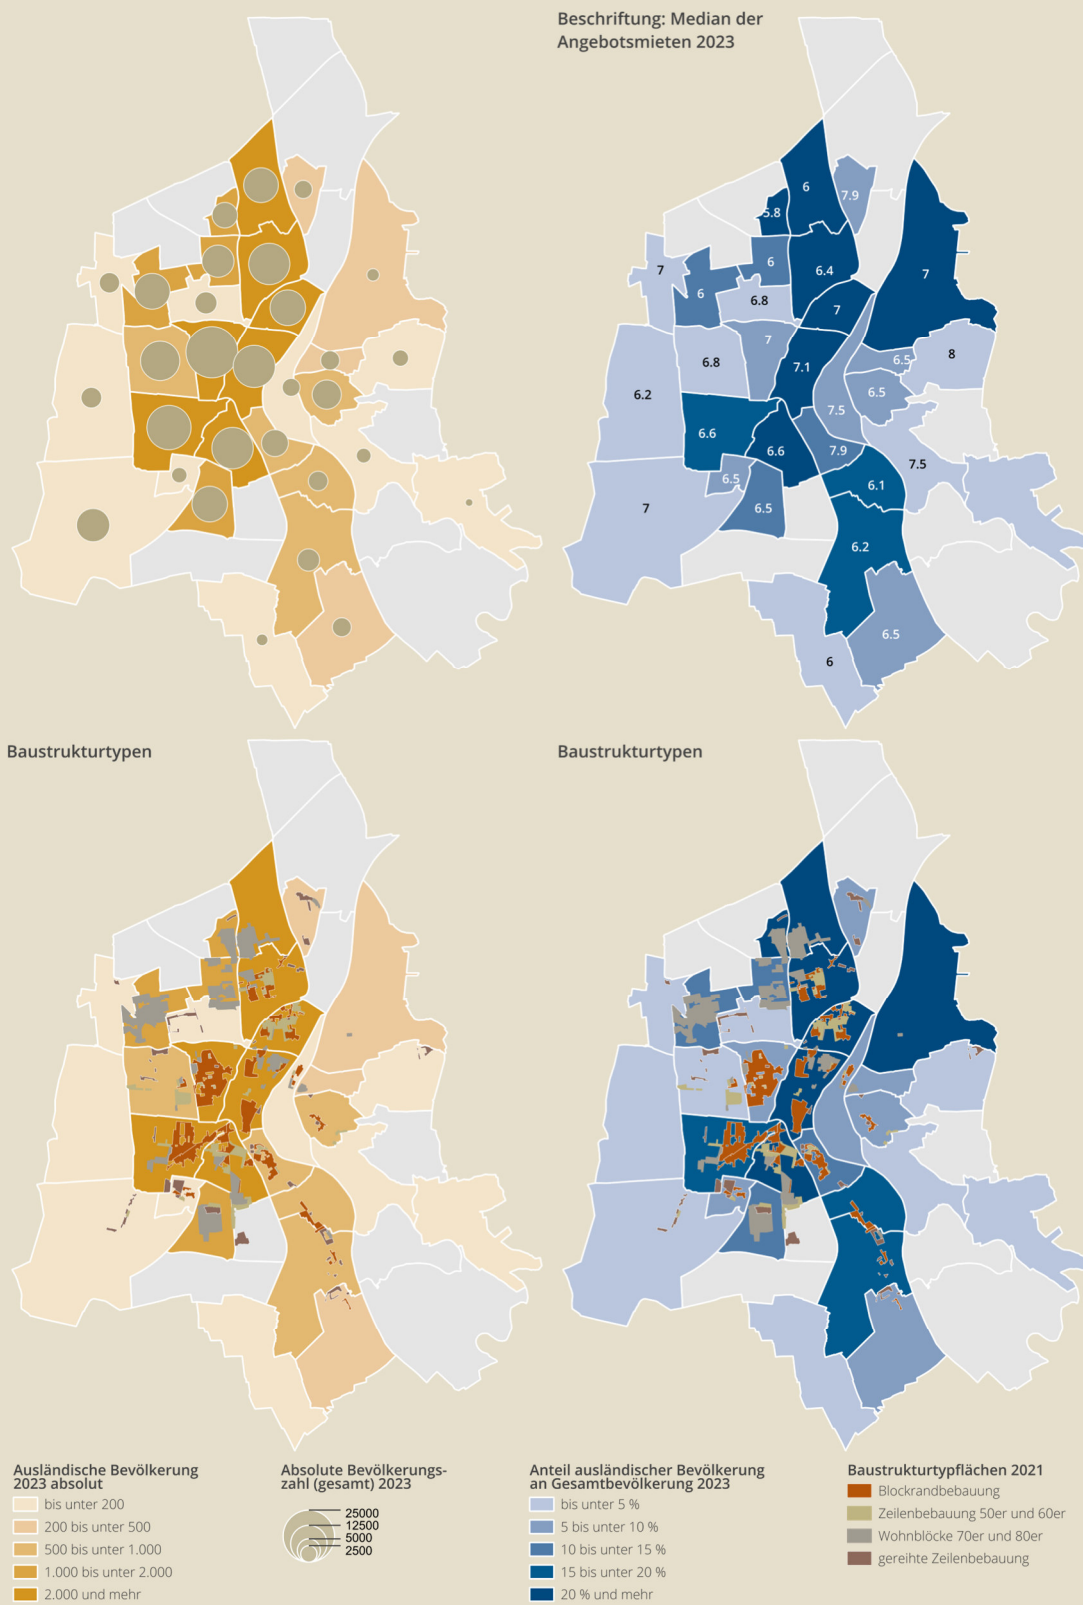 Beschriftung: Median der
Angebotsmieten 2023
6
7.9
5.8
7
6
6.4
7
6
6.8
7
7
7.1
6.5
8
6.8
6.2
6.5
7.5
6.6
6.6
7.9
7.5
6.5
6.1
7
6.5
6.2
6.5
6
Baustrukturtypen
Baustrukturtypen
Ausländische Bevölkerung
2023 absolut
bis unter 200
200 bis unter 500
500 bis unter 1.000
1.000 bis unter 2.000
2.000 und mehr
Absolute Bevölkerungs-
zahl (gesamt) 2023
25000
12500
5000
2500
Anteil ausländischer Bevölkerung
an Gesamtbevölkerung 2023
bis unter 5 %
5 bis unter 10 %
10 bis unter 15 %
15 bis unter 20 %
20 % und mehr
Baustrukturtypflächen 2021
Blockrandbebauung
Zeilenbebauung 50er und 60er
Wohnblöcke 70er und 80er
gereihte Zeilenbebauung